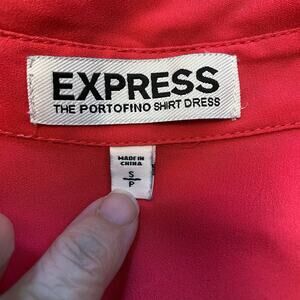 EXPRESS
THE PORTOFINO SHIRT DRESS
MADE IN
CHINA
S
P